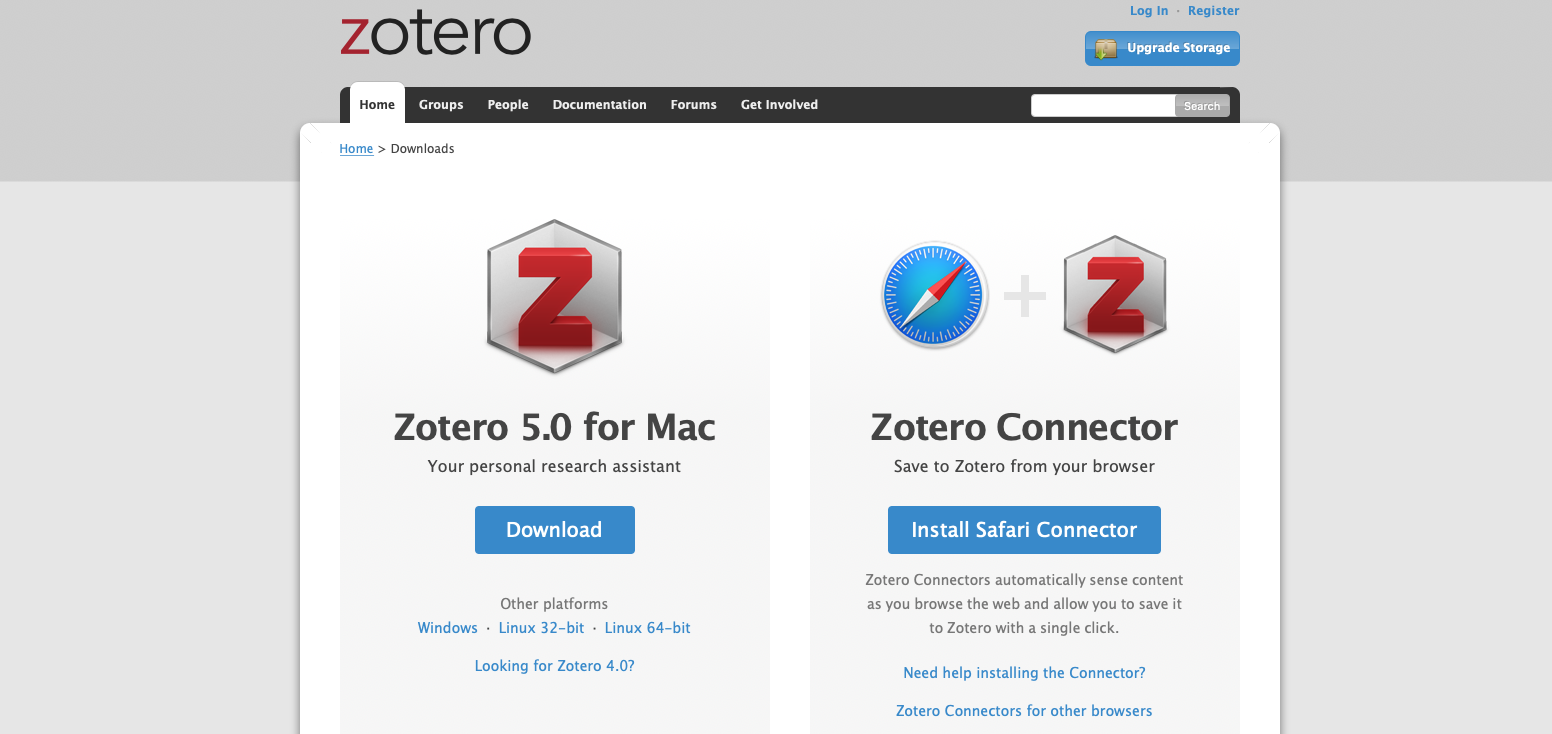 zotero
Log In · Register
Upgrade Storage
Home Groups People Documentation Forums Get Involved Search
Home > Downloads
Z
Z
Zotero 5.0 for Mac
Your personal research assistant
Download
Other platforms
Windows · Linux 32-bit · Linux 64-bit
Looking for Zotero 4.0?
Zotero Connector
Save to Zotero from your browser
Install Safari Connector
Zotero Connectors automatically sense content
as you browse the web and allow you to save it
to Zotero with a single click.
Need help installing the Connector?
Zotero Connectors for other browsers